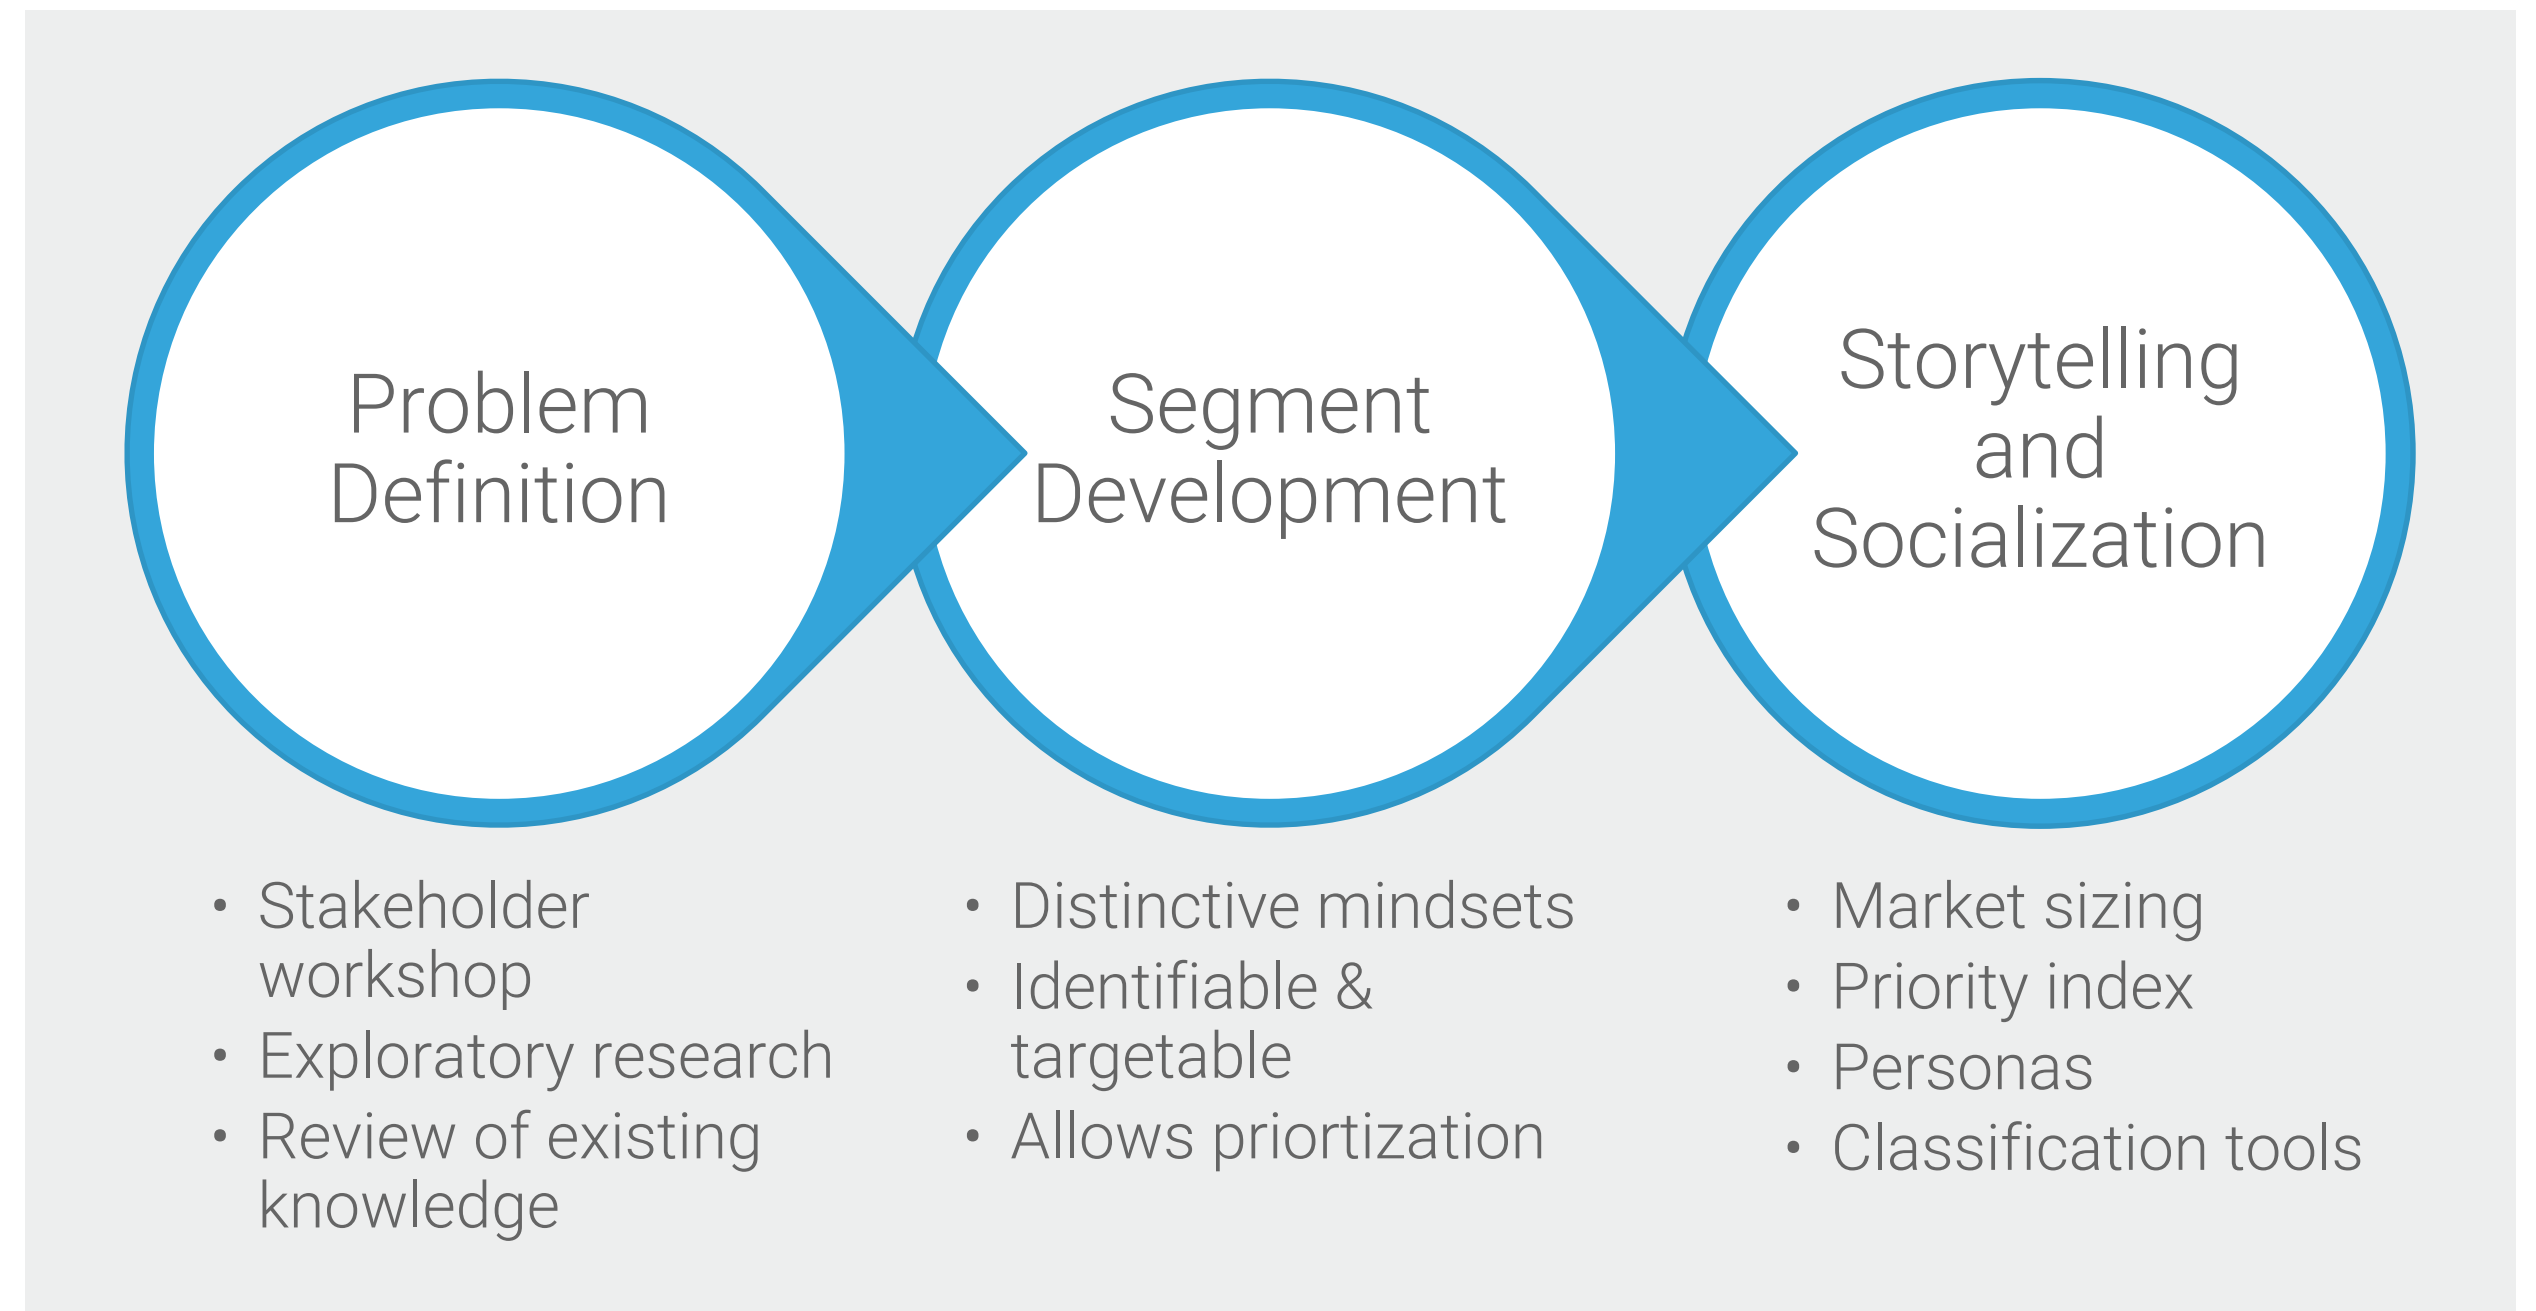 Problem
Definition
Segment
Development
Storytelling
and
Socialization
• Stakeholder
workshop
• Exploratory research
• Review of existing
knowledge
• Distinctive mindsets
• Identifiable &
targetable
• Allows priortization
• Market sizing
• Priority index
• Personas
• Classification tools